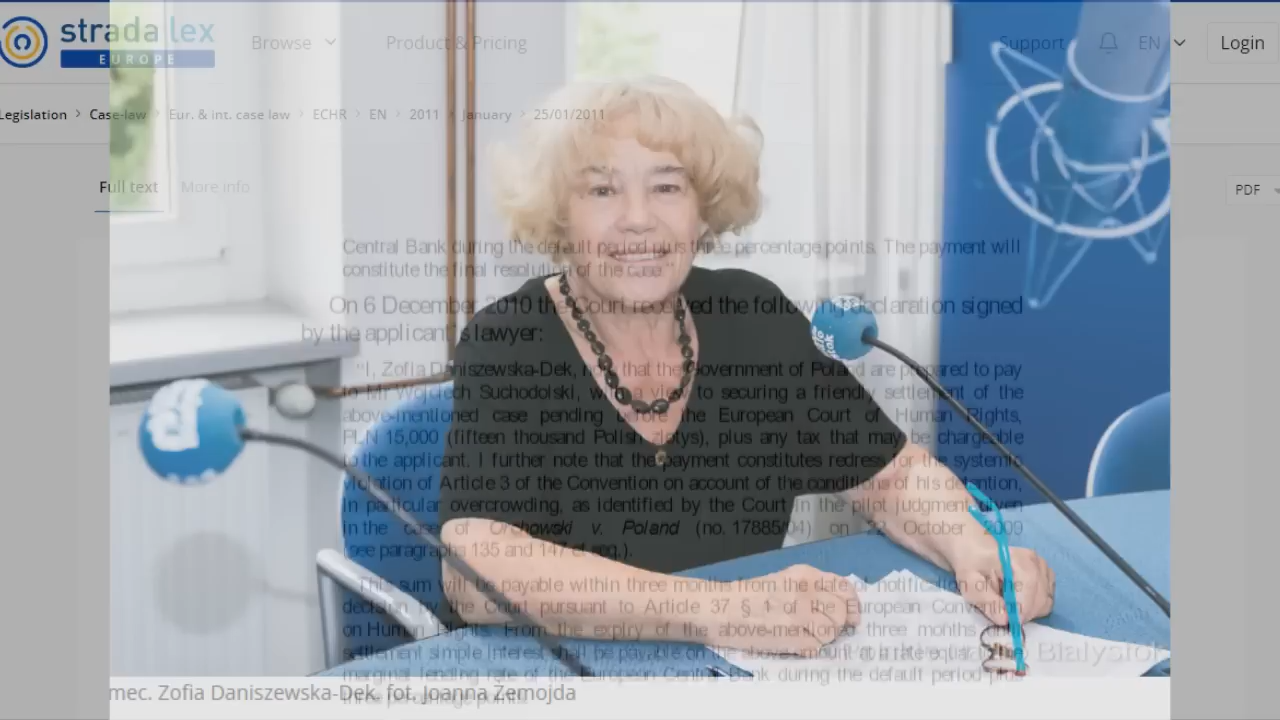 strada lex
EUROPE
Browse
Product & Pricing
Support
EN
Login
Legislation > Case-law > Eur. & int. case law > ECHR > EN > 2011 > January > 25/01/2011
Full text
More info
PDF
Central Bank during the default period plus three percentage points. The payment will
constitute the final resolution of the case."
On 6 December 2010 the Court received the following declaration signed
by the applicant's lawyer:
"I, Zofia Daniszewska-Dek, note that the Government of Poland are prepared to pay
to Mr Wojciech Suchodolski, with a view to securing a friendly settlement of the
above-mentioned case pending before the European Court of Human Rights,
PLN 15,000 (fifteen thousand Polish zlotys), plus any tax that may be chargeable
to the applicant. I further note that the payment constitutes redress for the systemic
violation of Article 3 of the Convention on account of the conditions of his detention,
in particular overcrowding, as identified by the Court in the pilot judgment given
in the case of Orchowski v. Poland (no. 17885/04) on 22 October 2009
(see paragraphs 135 and 147 et seq.).
This sum will be payable within three months from the date of notification of the
decision by the Court pursuant to Article 37 § 1 of the European Convention
on Human Rights. From the expiry of the above-mentioned three months until
settlement simple interest shall be payable on the above amount at a rate equal to the
marginal lending rate of the European Central Bank during the default period plus
three percentage points.
Białystok
mec. Zofia Daniszewska-Dek, fot. Joanna Żemojda